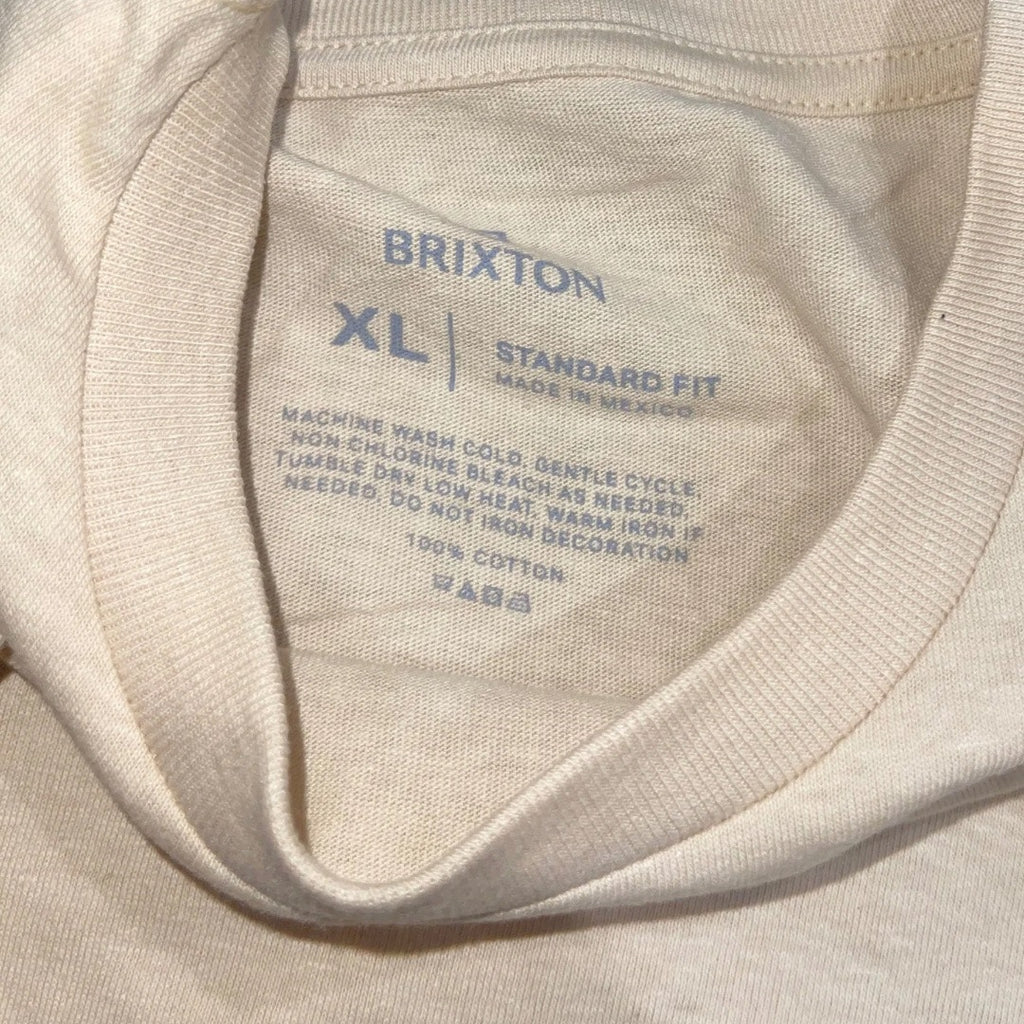 BRIXTON
XL
STANDARD FIT
MADE IN MEXICO
MACHINE WASH COLD, GENTLE CYCLE,
NON CHLORINE BLEACH AS NEEDED,
TUMBLE DRY LOW HEAT, WARM IRON IF
NEEDED, DO NOT IRON DECORATION
100% COTTON